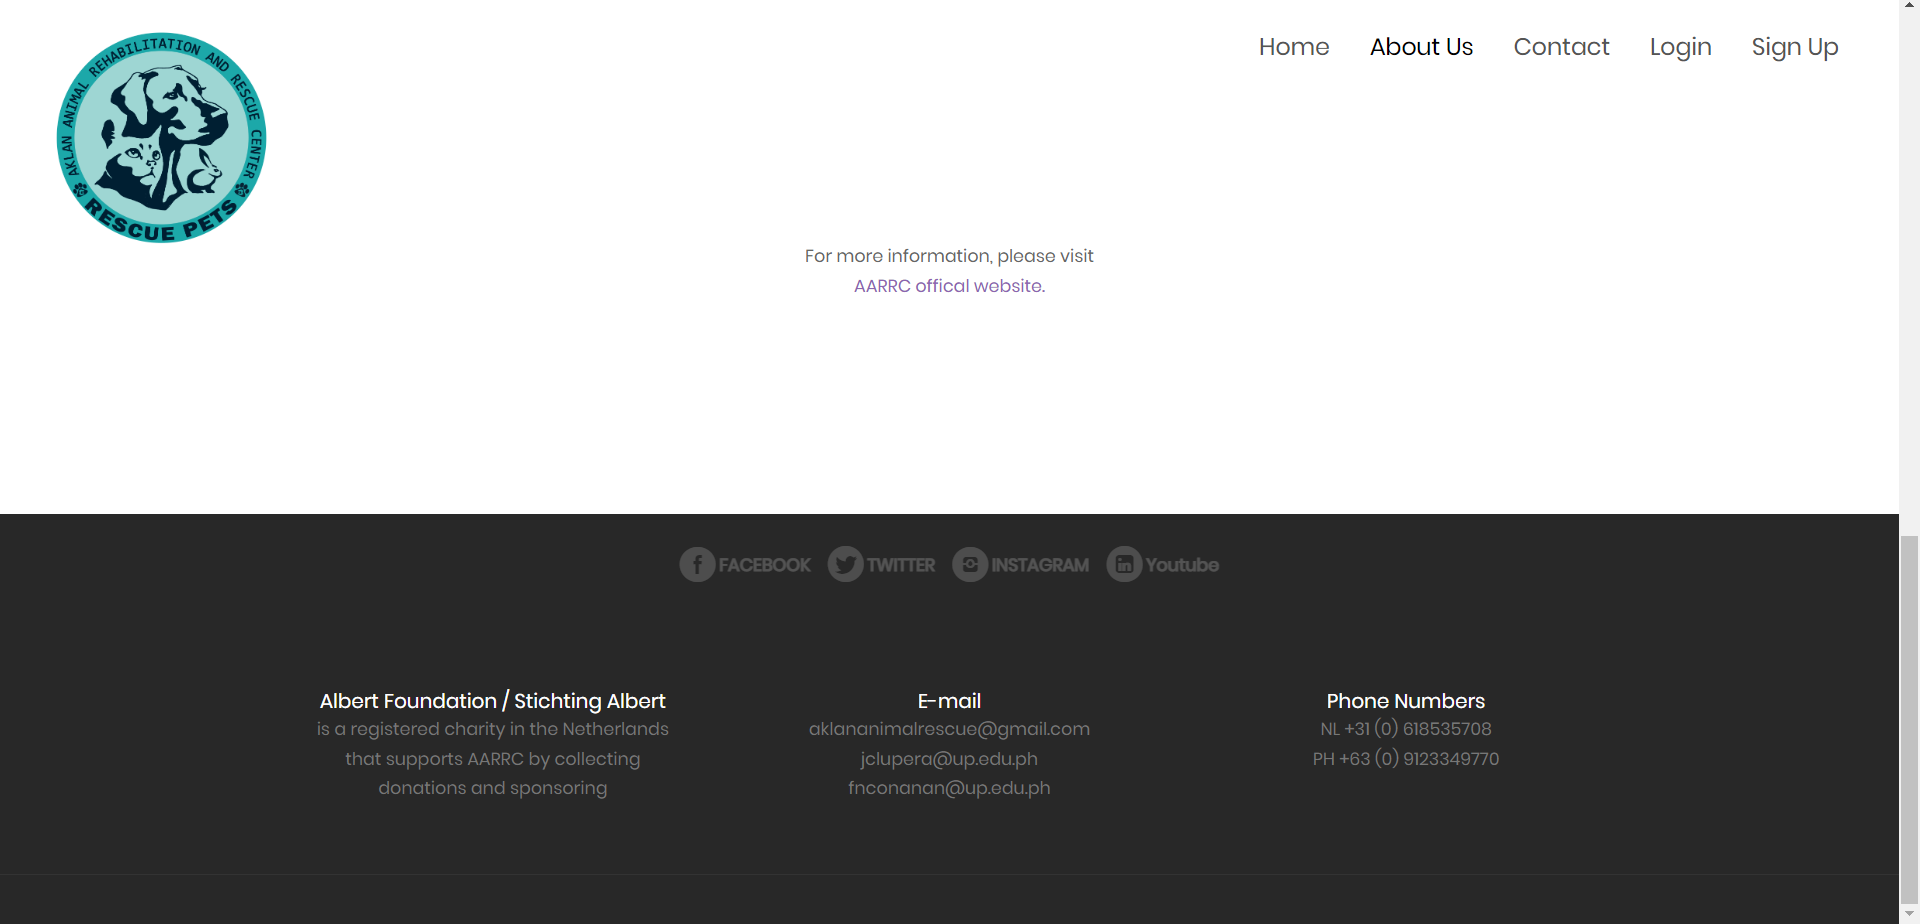 AKLAN ANIMAL REHABILITATION AND RESCUE CENTER
RESCUE PETS
Home About Us Contact Login Sign Up
For more information, please visit
AARRC offical website.
FACEBOOK TWITTER INSTAGRAM Youtube
Albert Foundation / Stichting Albert
is a registered charity in the Netherlands
that supports AARRC by collecting
donations and sponsoring
E-mail
aklananimalrescue@gmail.com
jclupera@up.edu.ph
fnconanan@up.edu.ph
Phone Numbers
NL +31 (0) 618535708
PH +63 (0) 9123349770